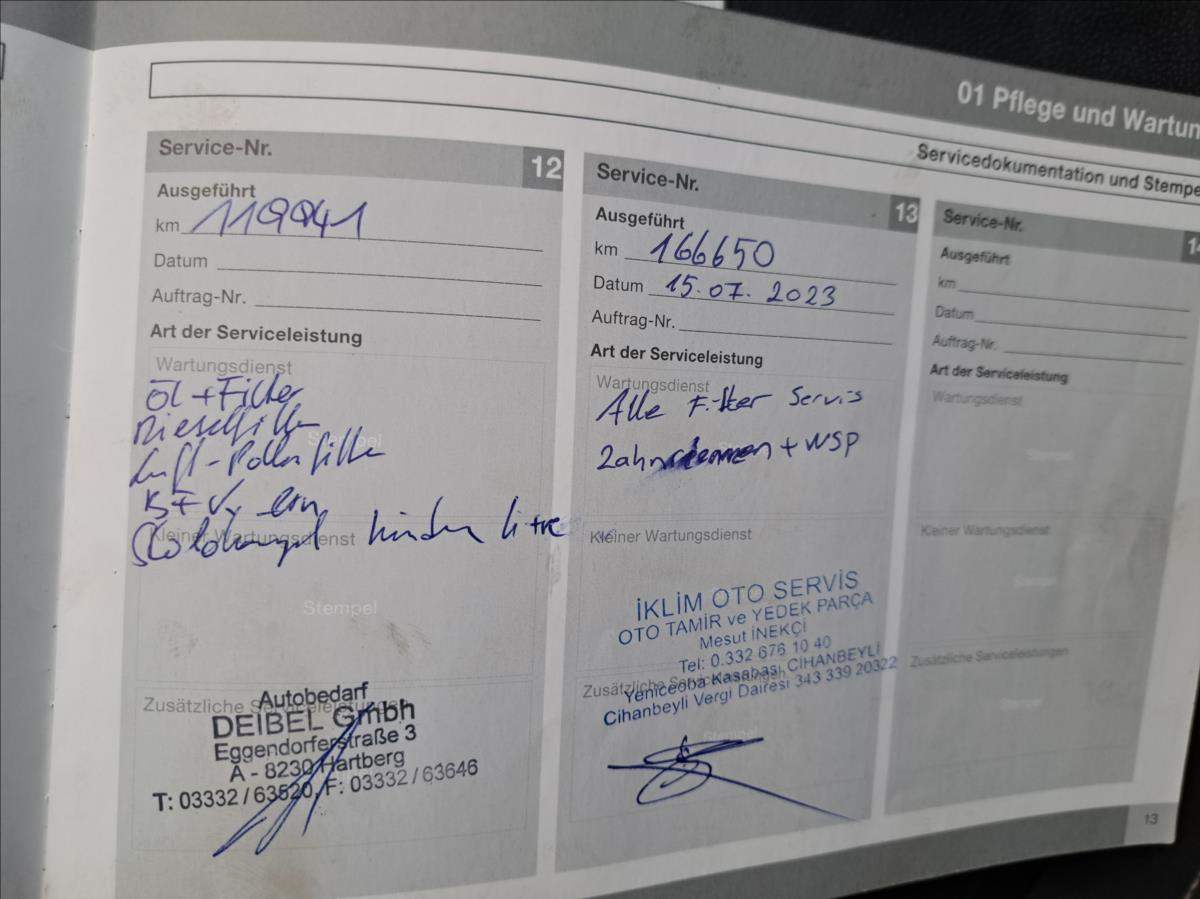 01 Pflege und Wartun
Servicedokumentation und Stempe
Service-Nr. 12
Ausgeführt
km 119941
Datum
Auftrag-Nr.
Art der Serviceleistung
Wartungsdienst
Öl + Filter
Dieselfilter
Luft-Pollenfilter
Stempel
Kleiner Wartungsdienst
hinden
Stempel
Zusätzliche Serviceleistungen
Autobedarf
DEIBEL Gmbh
Eggendorferstraße 3
A - 8230 Hartberg
T: 03332 / 63520, F: 03332 / 63646
Service-Nr. 13
Ausgeführt
km 166650
Datum 15.07.2023
Auftrag-Nr.
Art der Serviceleistung
Wartungsdienst
Alle Filter Servis
Zahnriemen + WSP
Kleiner Wartungsdienst
İKLİM OTO SERVİS
OTO TAMİR ve YEDEK PARÇA
Mesut İNEKÇİ
Tel: 0.332 676 10 40
Zusätzliche Serviceleistungen
Yeniceoba Kasabası CİHANBEYLİ
Cihanbeyli Vergi Dairesi 343 339 20322
Stempel
Service-Nr. 14
Ausgeführt
km
Datum
Auftrag-Nr.
Art der Serviceleistung
Wartungsdienst
Stempel
Kleiner Wartungsdienst
Stempel
Zusätzliche Serviceleistungen
Stempel
13